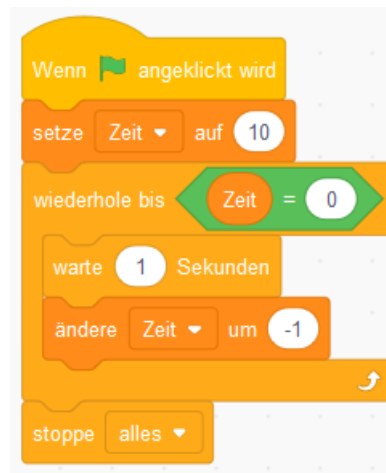 Wenn angeklickt wird
setze Zeit auf 10
wiederhole bis Zeit = 0
warte 1 Sekunden
ändere Zeit um -1
stoppe alles